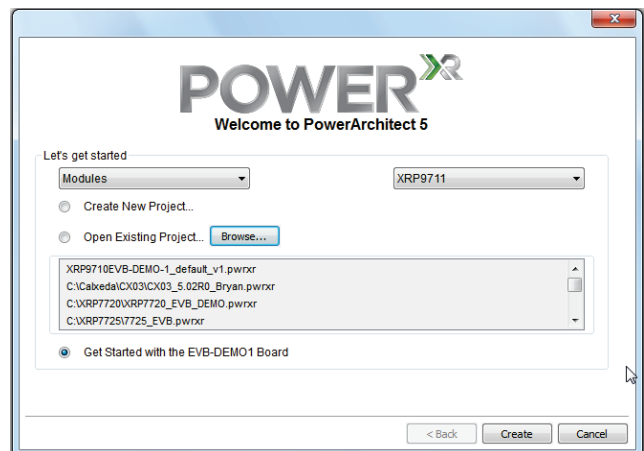 POWERXR
Welcome to PowerArchitect 5
Let's get started
Modules
XRP9711
Create New Project...
Open Existing Project...
Browse...
XRP9710EVB-DEMO-1_default_v1.pwrxr
C:\Calxeda\CX03\CX03_5.02R0_Bryan.pwrxr
C:\XRP7720\XRP7720_EVB_DEMO.pwrxr
C:\XRP7725\7725_EVB.pwrxr
Get Started with the EVB-DEMO1 Board
< Back
Create
Cancel